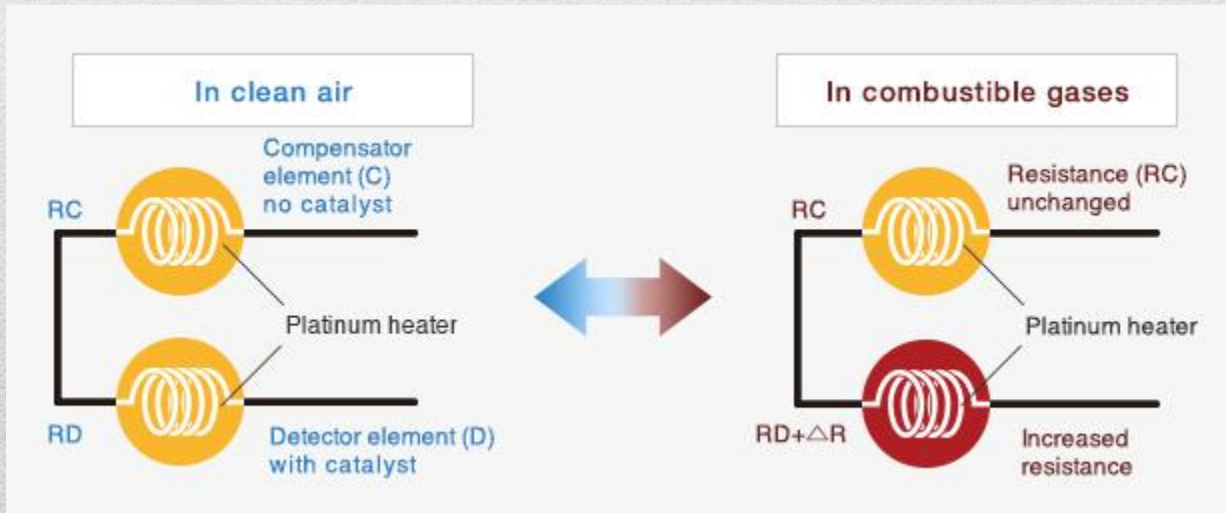 In clean air
Compensator
element (C)
no catalyst
RC
Platinum heater
RD
Detector element (D)
with catalyst
In combustible gases
Resistance (RC)
unchanged
RC
Platinum heater
RD+△R
Increased
resistance